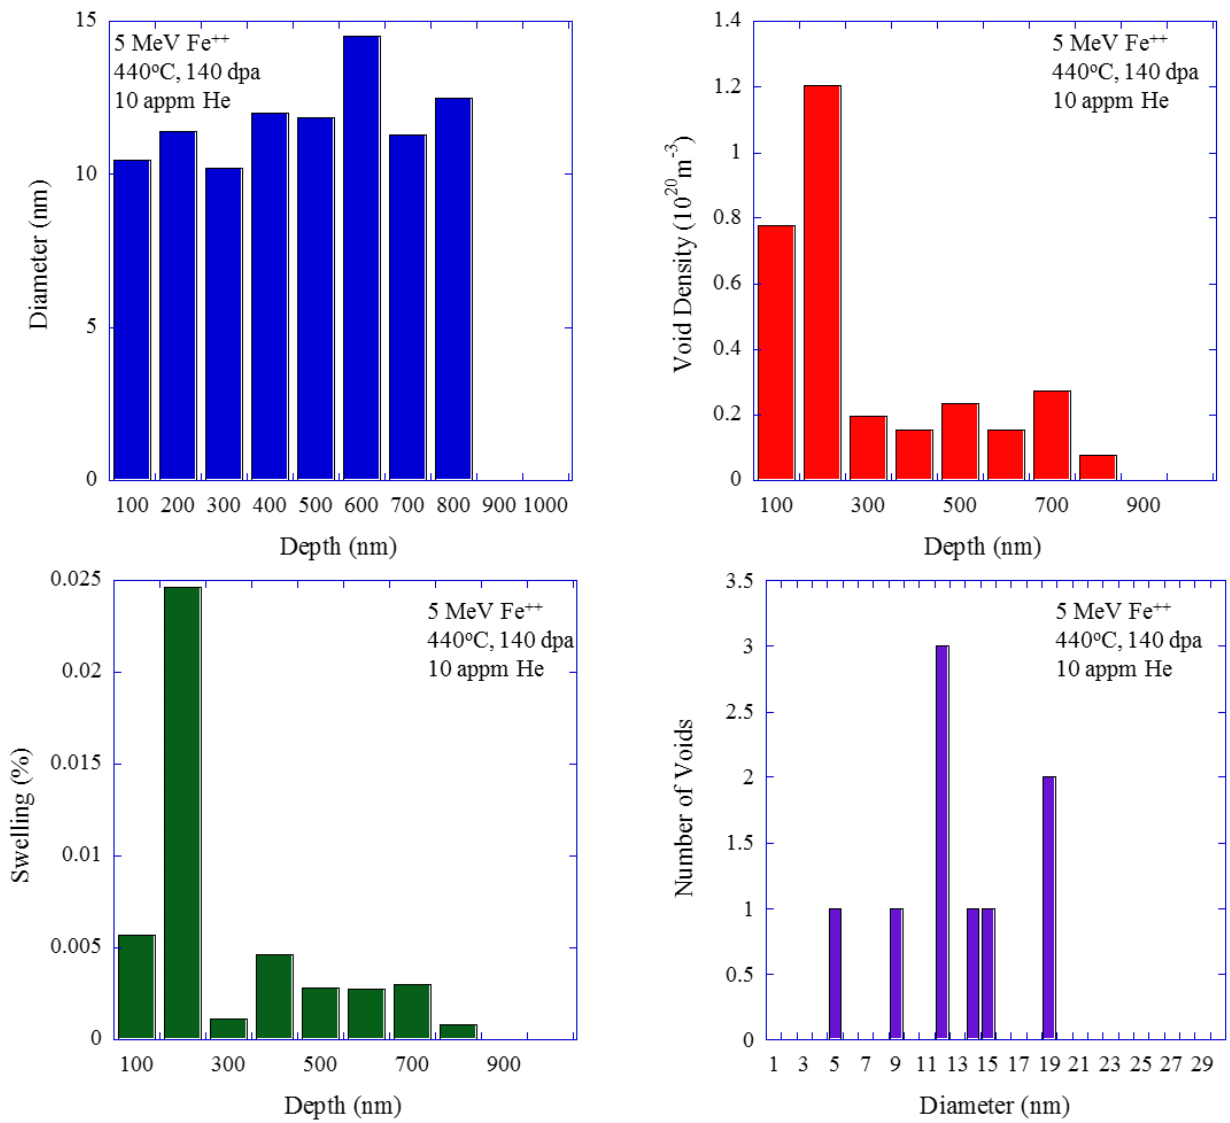 15
10
5
0
Diameter (nm)
5 MeV Fe⁺⁺
440°C, 140 dpa
10 appm He
100 200 300 400 500 600 700 800 900 1000
Depth (nm)
1.4
1.2
1
0.8
0.6
0.4
0.2
0
Void Density (10²⁰m⁻³)
5 MeV Fe⁺⁺
440°C, 140 dpa
10 appm He
100 300 500 700 900
Depth (nm)
0.025
0.02
0.015
0.01
0.005
0
Swelling (%)
5 MeV Fe⁺⁺
440°C, 140 dpa
10 appm He
100 300 500 700 900
Depth (nm)
3.5
3
2.5
2
1.5
1
0.5
0
Number of Voids
5 MeV Fe⁺⁺
440°C, 140 dpa
10 appm He
1 3 5 7 9 11 13 15 17 19 21 23 25 27 29
Diameter (nm)